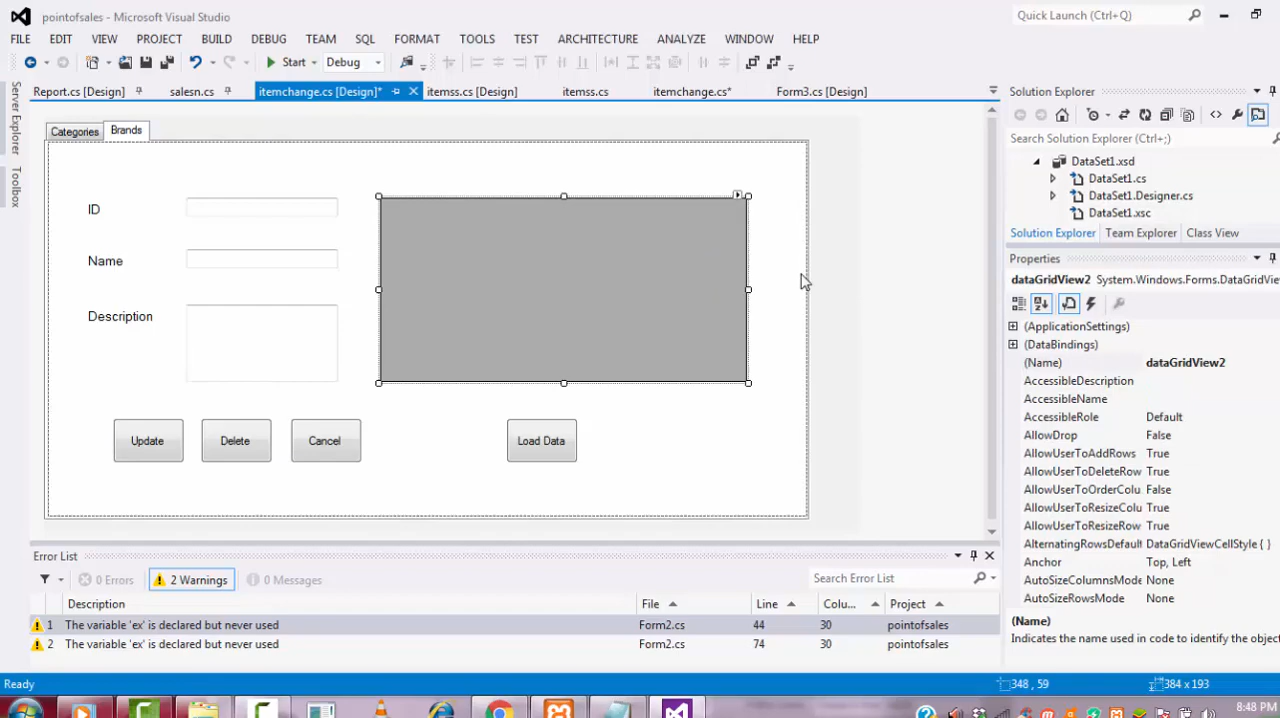 pointofsales - Microsoft Visual Studio
Quick Launch (Ctrl+Q)
FILE EDIT VIEW PROJECT BUILD DEBUG TEAM SQL FORMAT TOOLS TEST ARCHITECTURE ANALYZE WINDOW HELP
Start Debug
Server Explorer
Toolbox
Report.cs [Design] salesn.cs itemchange.cs [Design]* itemss.cs [Design] itemss.cs itemchange.cs* Form3.cs [Design]
Categories Brands
ID
Name
Description
Update Delete Cancel Load Data
Solution Explorer
Search Solution Explorer (Ctrl+;)
DataSet1.xsd
DataSet1.cs
DataSet1.Designer.cs
DataSet1.xsc
Solution Explorer Team Explorer Class View
Properties
dataGridView2 System.Windows.Forms.DataGridVie
(ApplicationSettings)
(DataBindings)
(Name) dataGridView2
AccessibleDescription
AccessibleName
AccessibleRole Default
AllowDrop False
AllowUserToAddRows True
AllowUserToDeleteRow True
AllowUserToOrderColu False
AllowUserToResizeColu True
AllowUserToResizeRow True
AlternatingRowsDefault DataGridViewCellStyle { }
Anchor Top, Left
AutoSizeColumnsMode None
AutoSizeRowsMode None
(Name)
Indicates the name used in code to identify the object
Error List
0 Errors 2 Warnings 0 Messages
Search Error List
Description File Line Colu... Project
1 The variable 'ex' is declared but never used Form2.cs 44 30 pointofsales
2 The variable 'ex' is declared but never used Form2.cs 74 30 pointofsales
Ready 348 , 59 384 x 193
8:48 PM